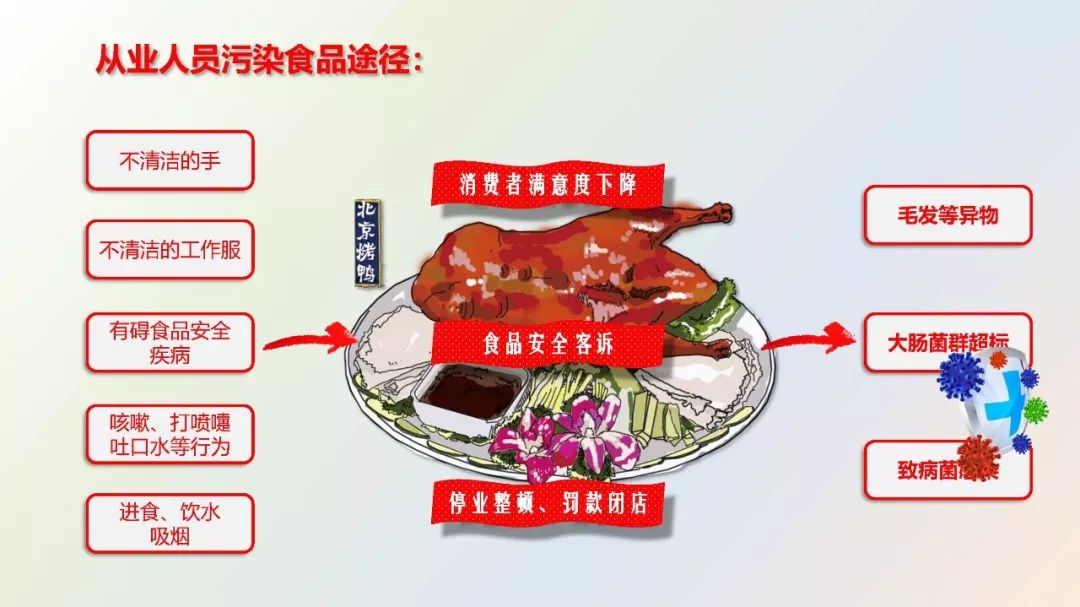 从业人员污染食品途径：
不清洁的手
不清洁的工作服
有碍食品安全
疾病
咳嗽、打喷嚏
吐口水等行为
进食、饮水
吸烟
北京烤鸭
消费者满意度下降
食品安全客诉
停业整顿、罚款闭店
毛发等异物
大肠菌群超标
致病菌